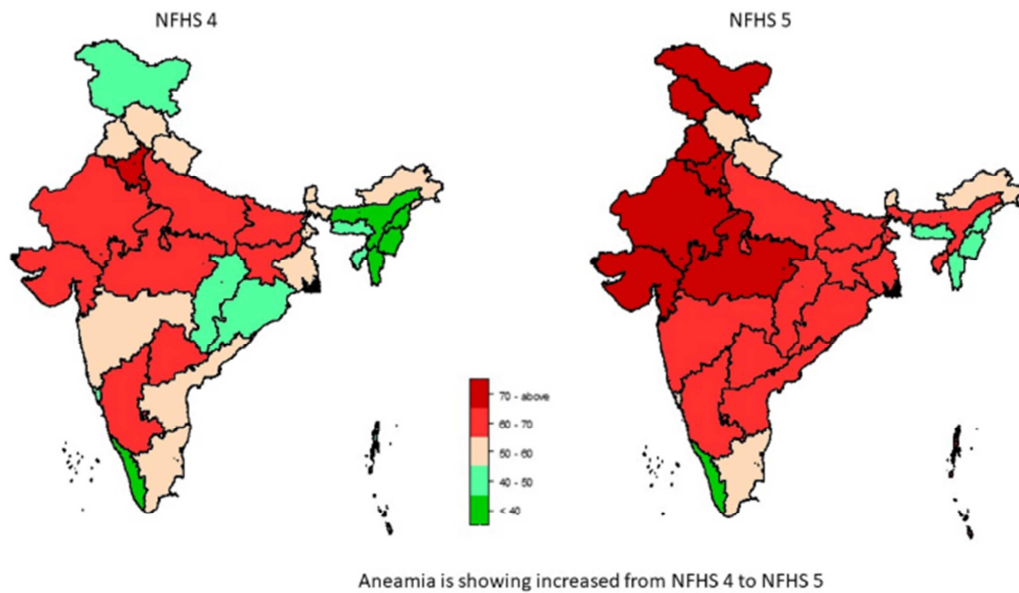 NFHS 4
NFHS 5
70 - above
60 - 70
50 - 60
40 - 50
< 40
Aneamia is showing increased from NFHS 4 to NFHS 5